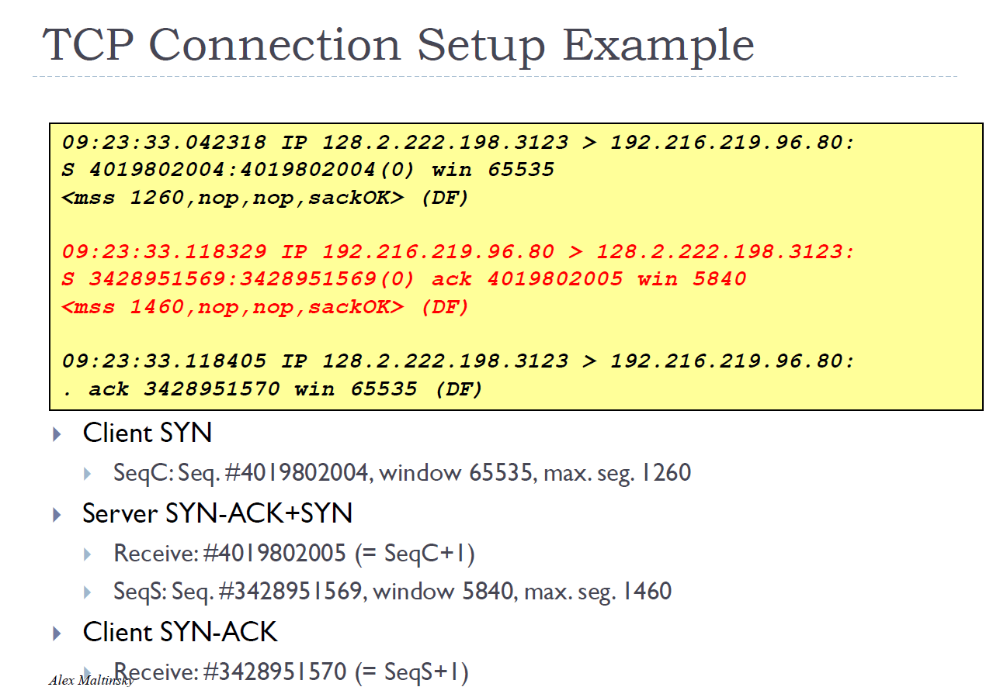 TCP Connection Setup Example
09:23:33.042318 IP 128.2.222.198.3123 > 192.216.219.96.80:
S 4019802004:4019802004(0) win 65535
<mss 1260,nop,nop,sackOK> (DF)
09:23:33.118329 IP 192.216.219.96.80 > 128.2.222.198.3123:
S 3428951569:3428951569(0) ack 4019802005 win 5840
<mss 1460,nop,nop,sackOK> (DF)
09:23:33.118405 IP 128.2.222.198.3123 > 192.216.219.96.80:
. ack 3428951570 win 65535 (DF)
Client SYN
SeqC: Seq. #4019802004, window 65535, max. seg. 1260
Server SYN-ACK+SYN
Receive: #4019802005 (= SeqC+1)
SeqS: Seq. #3428951569, window 5840, max. seg. 1460
Client SYN-ACK
Receive: #3428951570 (= SeqS+1)
Alex Maltinsky